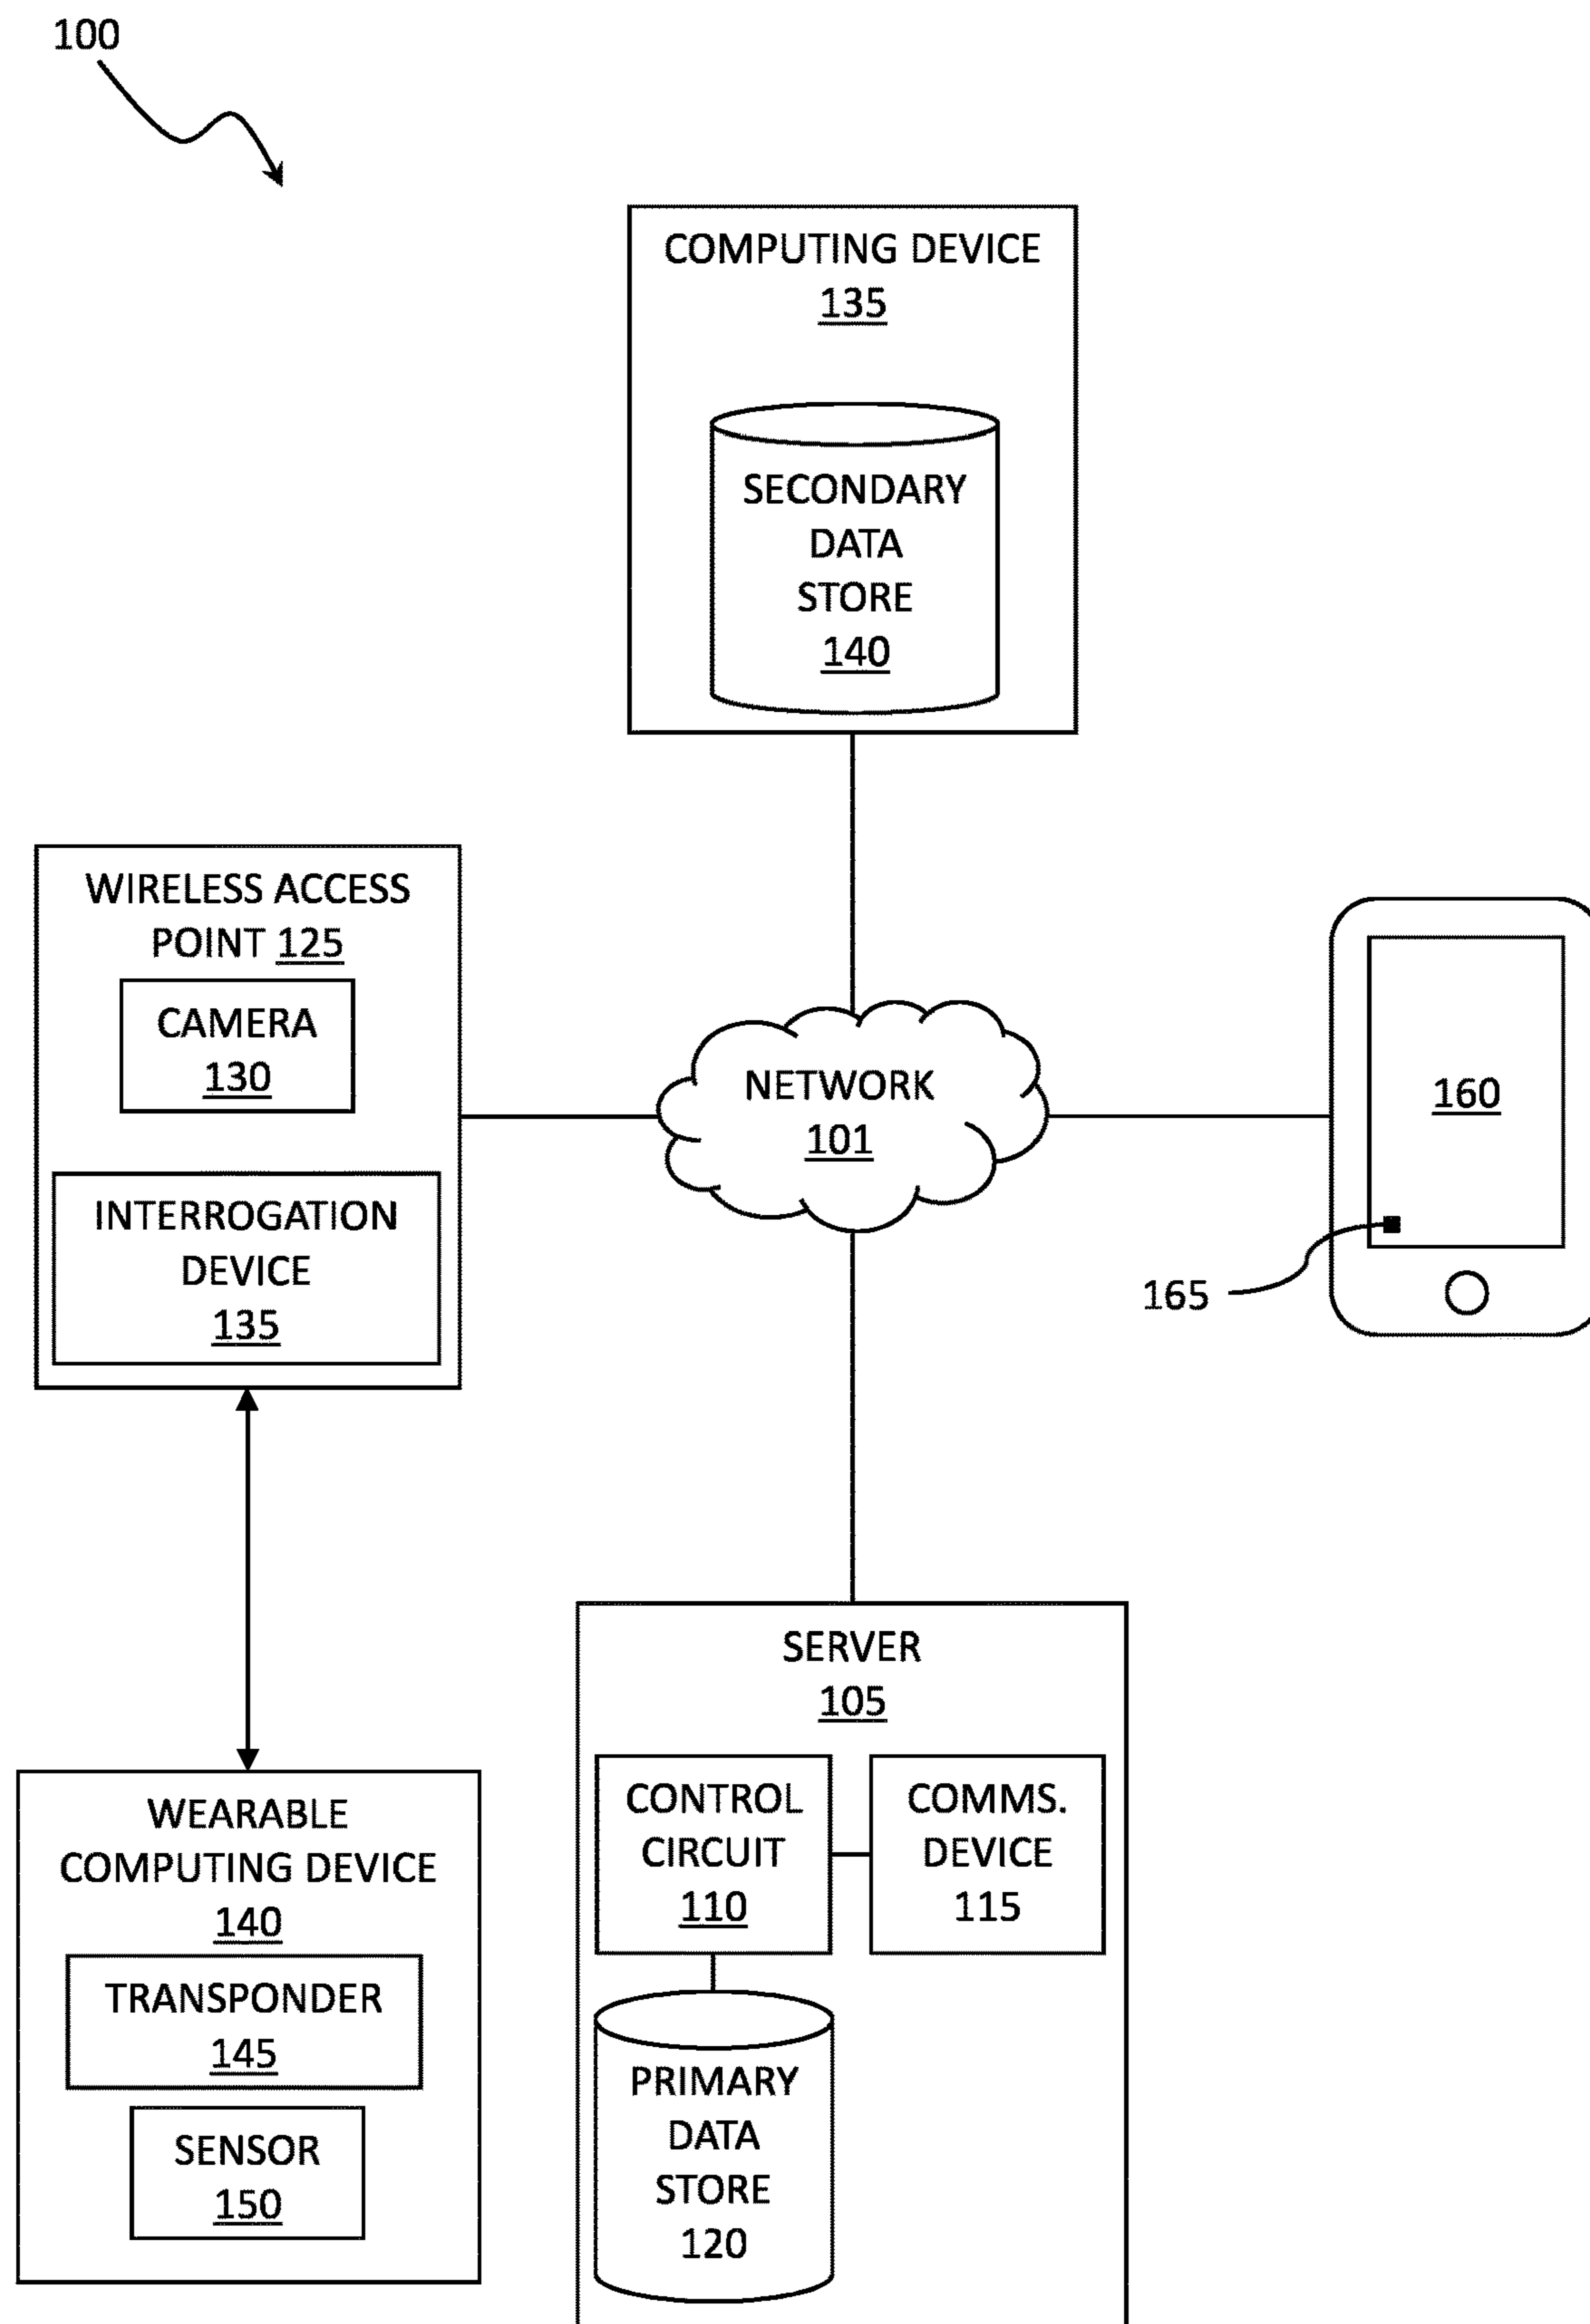 100
COMPUTING DEVICE
135
SECONDARY
DATA
STORE
140
WIRELESS ACCESS
POINT 125
CAMERA
130
INTERROGATION
DEVICE
135
NETWORK
101
160
165
SERVER
105
CONTROL
CIRCUIT
110
COMMS.
DEVICE
115
PRIMARY
DATA
STORE
120
WEARABLE
COMPUTING DEVICE
140
TRANSPONDER
145
SENSOR
150